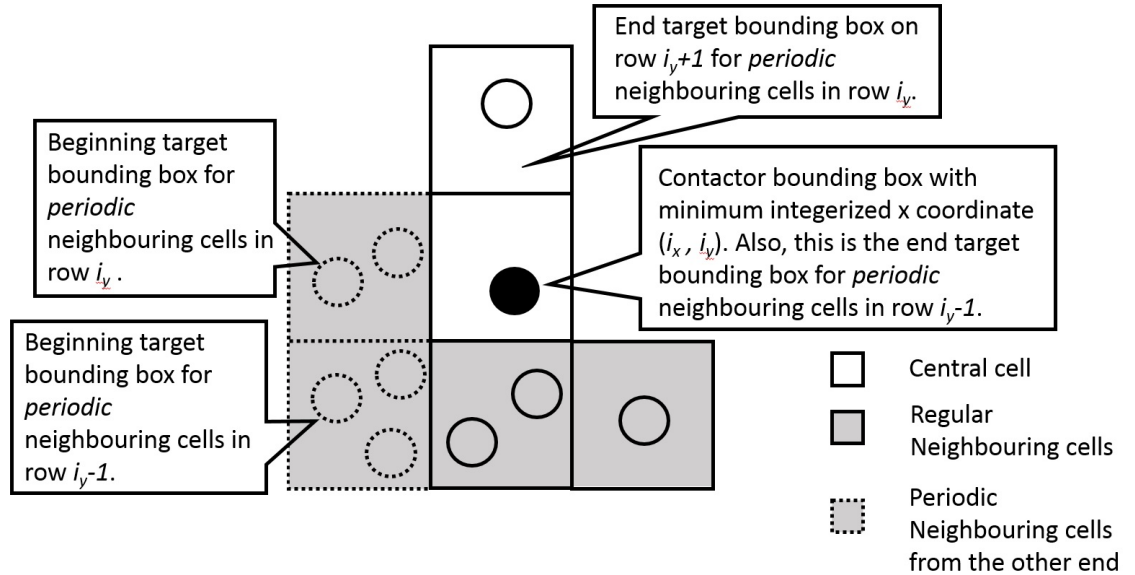 End target bounding box on
row iy+1 for periodic
neighbouring cells in row iy.
Beginning target
bounding box for
periodic
neighbouring cells in
row iy .
Contactor bounding box with
minimum integerized x coordinate
(ix , iy). Also, this is the end target
bounding box for periodic
neighbouring cells in row iy-1.
Beginning target
bounding box for
periodic
neighbouring cells in
row iy-1.
Central cell
Regular
Neighbouring cells
Periodic
Neighbouring cells
from the other end